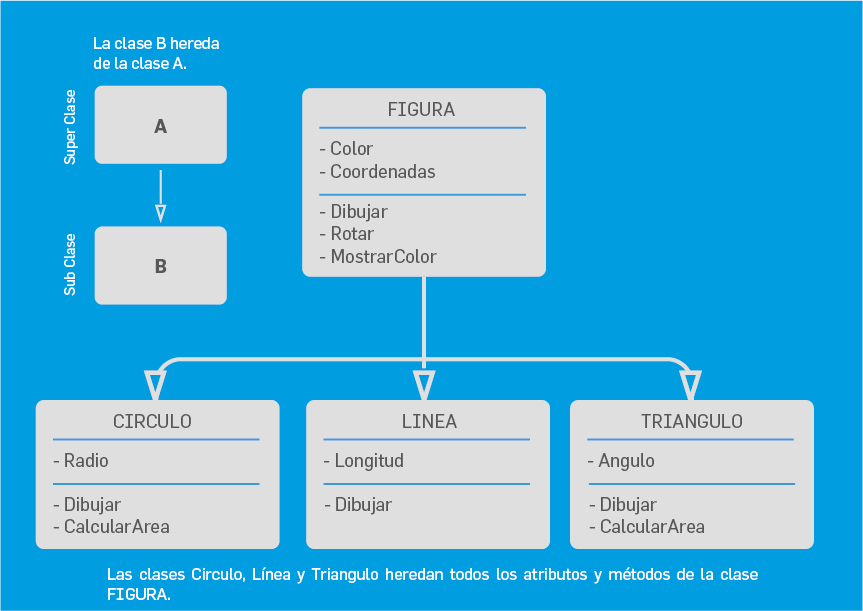 La clase B hereda
de la clase A.
Super Clase
A
Sub Clase
B
FIGURA
- Color
- Coordenadas
- Dibujar
- Rotar
- MostrarColor
CIRCULO
- Radio
- Dibujar
- CalcularArea
LINEA
- Longitud
- Dibujar
TRIANGULO
- Angulo
- Dibujar
- CalcularArea
Las clases Circulo, Línea y Triangulo heredan todos los atributos y métodos de la clase
FIGURA.